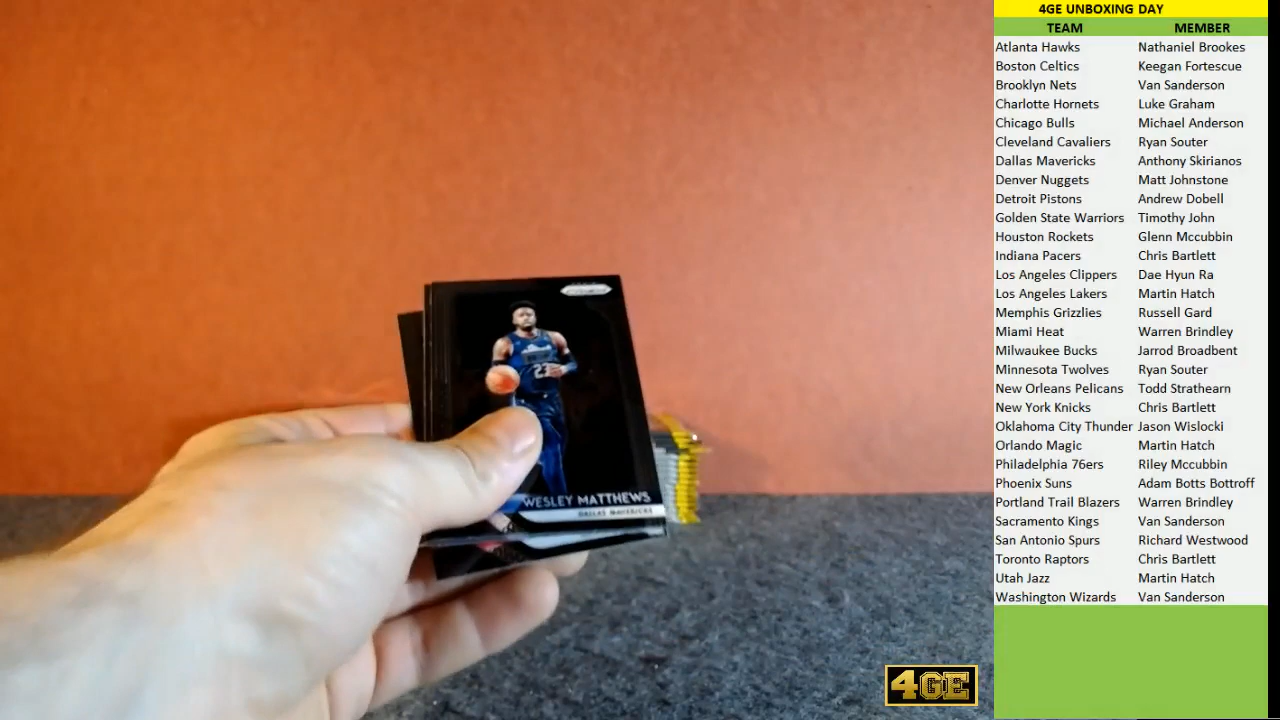 4GE UNBOXING DAY
TEAM MEMBER
Atlanta Hawks Nathaniel Brookes
Boston Celtics Keegan Fortescue
Brooklyn Nets Van Sanderson
Charlotte Hornets Luke Graham
Chicago Bulls Michael Anderson
Cleveland Cavaliers Ryan Souter
Dallas Mavericks Anthony Skirianos
Denver Nuggets Matt Johnstone
Detroit Pistons Andrew Dobell
Golden State Warriors Timothy John
Houston Rockets Glenn Mccubbin
Indiana Pacers Chris Bartlett
Los Angeles Clippers Dae Hyun Ra
Los Angeles Lakers Martin Hatch
Memphis Grizzlies Russell Gard
Miami Heat Warren Brindley
Milwaukee Bucks Jarrod Broadbent
Minnesota Twolves Ryan Souter
New Orleans Pelicans Todd Strathearn
New York Knicks Chris Bartlett
Oklahoma City Thunder Jason Wislocki
Orlando Magic Martin Hatch
Philadelphia 76ers Riley Mccubbin
Phoenix Suns Adam Botts Bottroff
Portland Trail Blazers Warren Brindley
Sacramento Kings Van Sanderson
San Antonio Spurs Richard Westwood
Toronto Raptors Chris Bartlett
Utah Jazz Martin Hatch
Washington Wizards Van Sanderson
23
WESLEY MATTHEWS
DALLAS MAVERICKS
4GE